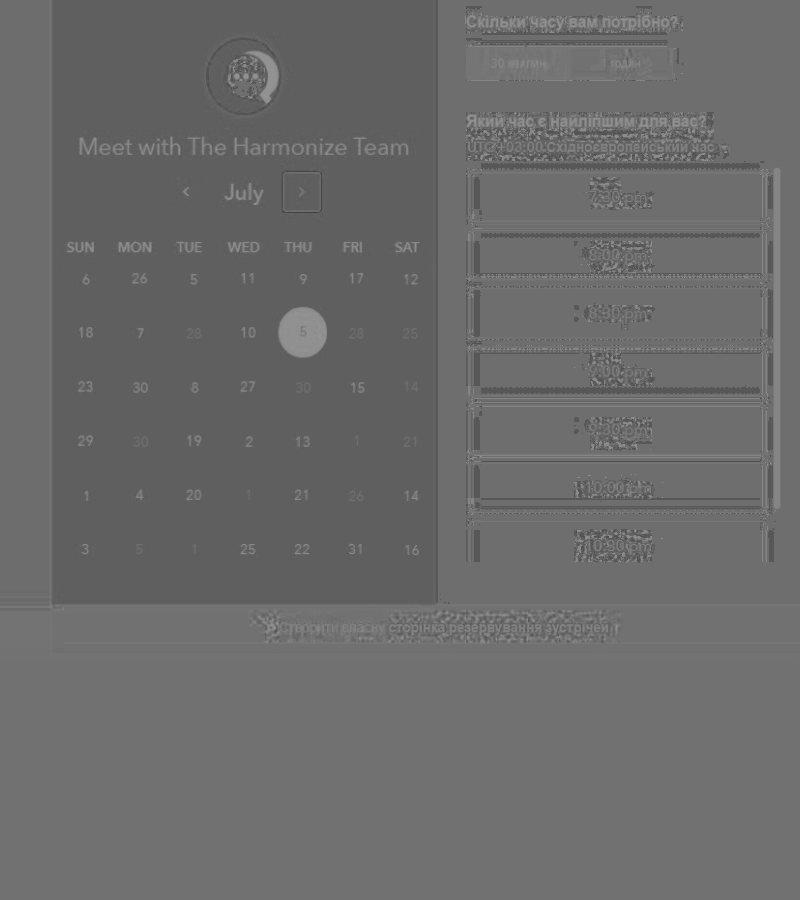 Meet with The Harmonize Team
July
SUN MON TUE WED THU FRI SAT
6 26 5 11 9 17 12
18 7 28 10 5 23 25
23 30 8 27 30 15 14
29 30 19 2 13 1 21
1 4 20 1 21 26 14
3 5 1 25 22 31 16
Скільки часу вам потрібно?
30 хвилин 1 годин
Який час є найліпшим для вас?
UTC+03:00 Східноєвропейський час
7:30 pm
8:00 pm
8:30 pm
9:00 pm
9:30 pm
10:00 pm
10:30 pm
Створити власну сторінка резервування зустрічей